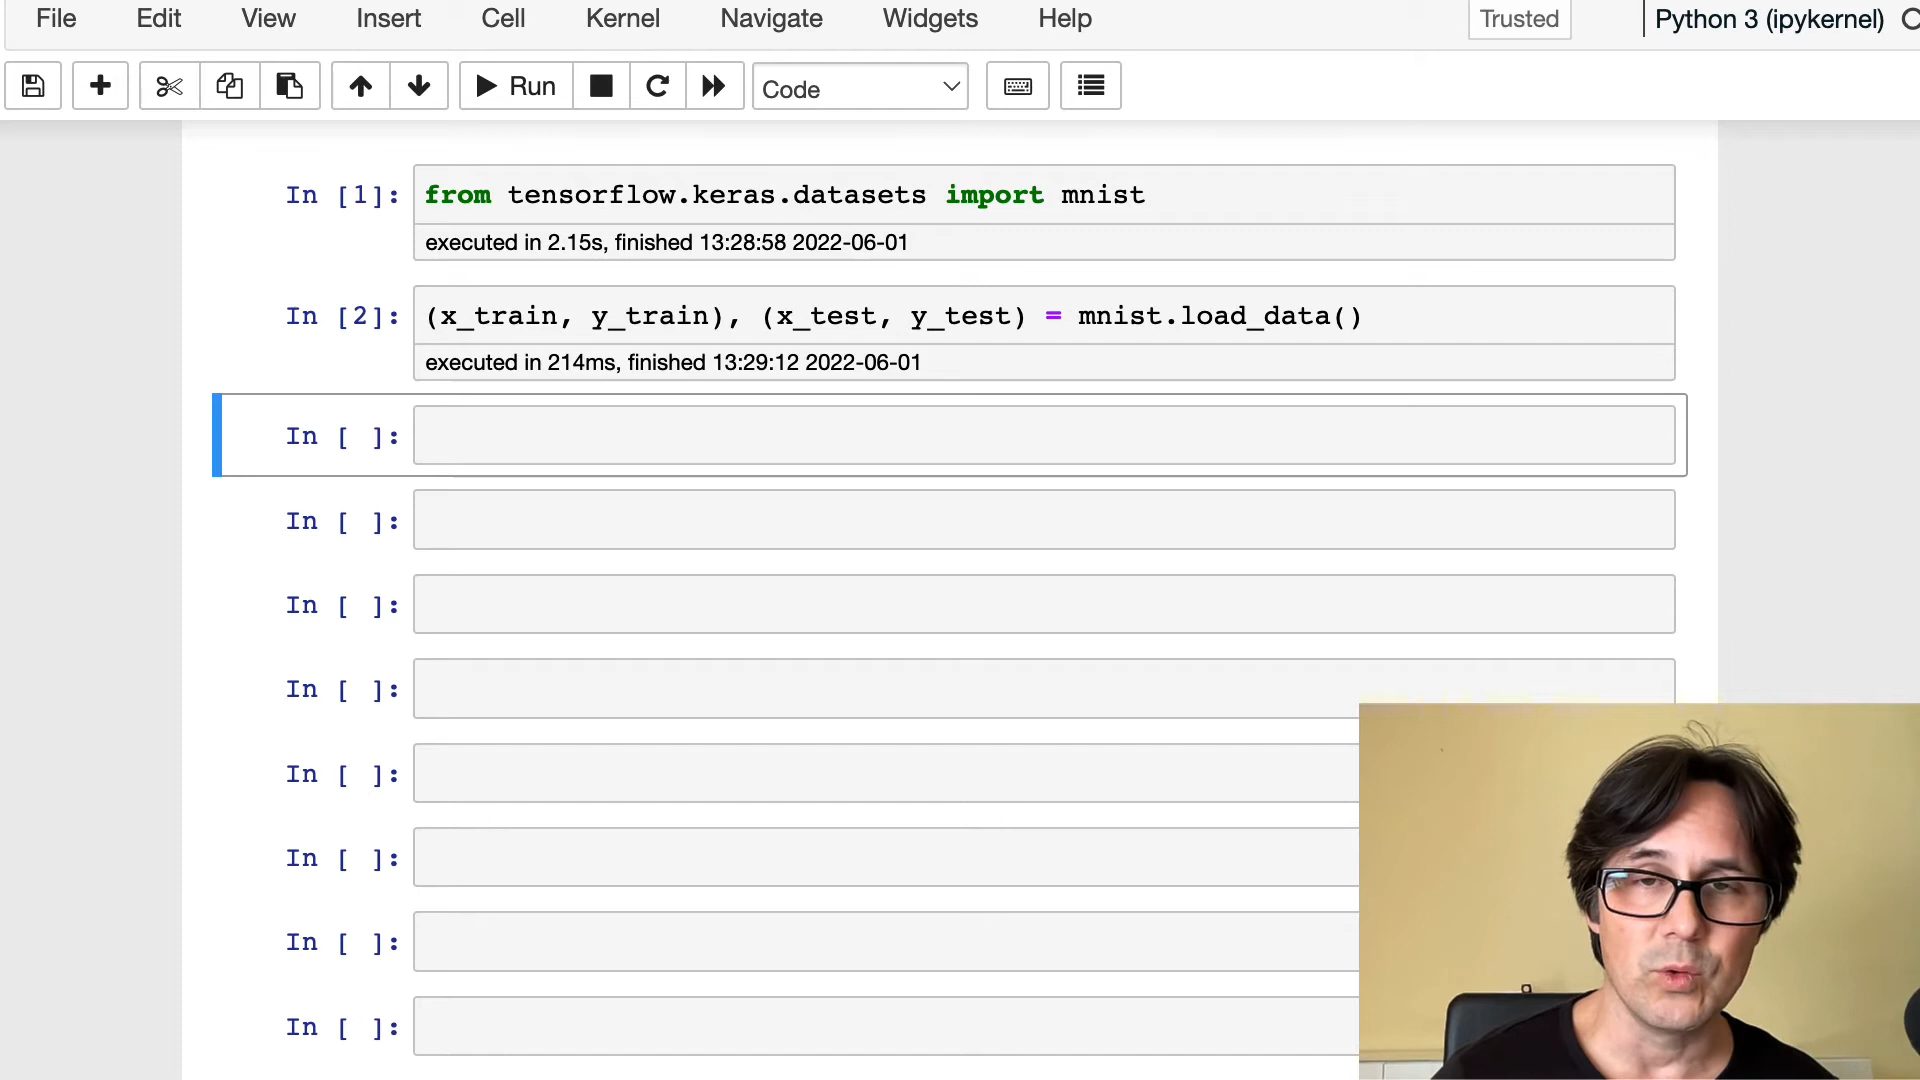 File Edit View Insert Cell Kernel Navigate Widgets Help Trusted Python 3 (ipykernel)
Run Code
In [1]: from tensorflow.keras.datasets import mnist
executed in 2.15s, finished 13:28:58 2022-06-01
In [2]: (x_train, y_train), (x_test, y_test) = mnist.load_data()
executed in 214ms, finished 13:29:12 2022-06-01
In [ ]:
In [ ]:
In [ ]:
In [ ]:
In [ ]:
In [ ]:
In [ ]:
In [ ]: